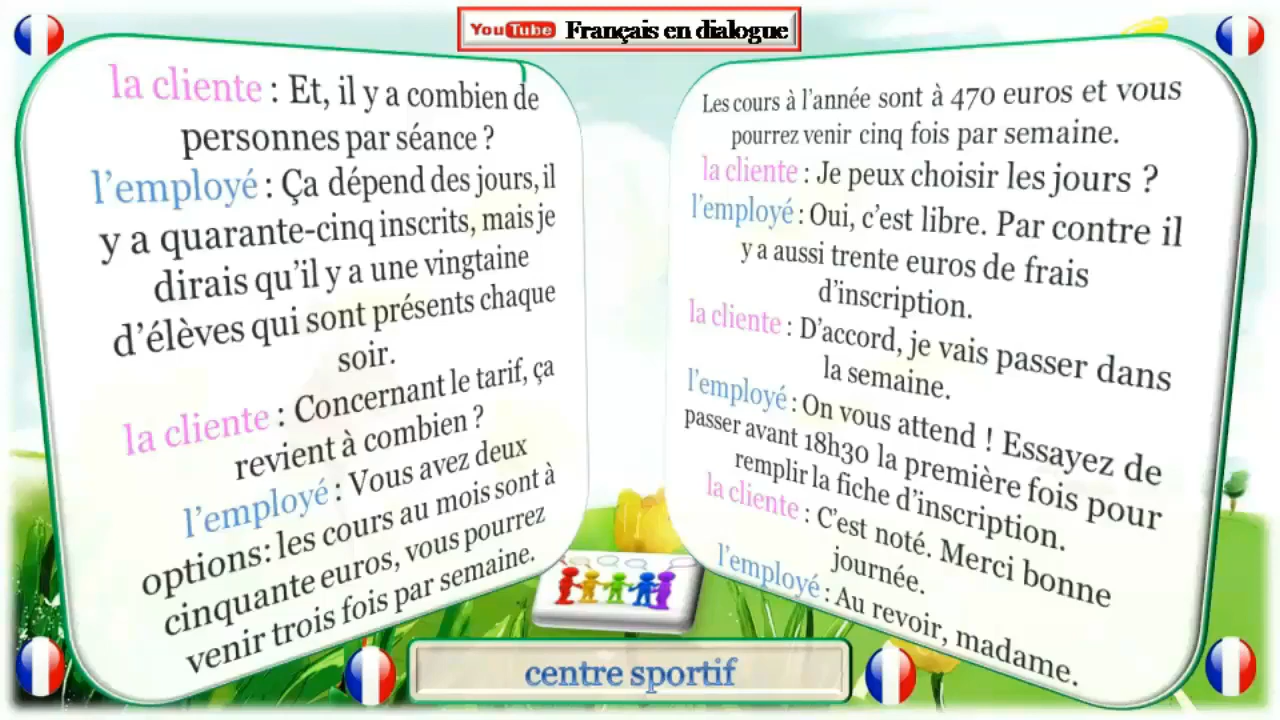 YouTube Français en dialogue
la cliente : Et, il y a combien de
personnes par séance ?
l'employé : Ça dépend des jours, il
y a quarante-cinq inscrits, mais je
dirais qu'il y a une vingtaine
d'élèves qui sont présents chaque
soir.
la cliente : Concernant le tarif, ça
revient à combien ?
l'employé : Vous avez deux
options: les cours au mois sont à
cinquante euros, vous pourrez
venir trois fois par semaine.
Les cours à l'année sont à 470 euros et vous
pourrez venir cinq fois par semaine.
la cliente : Je peux choisir les jours ?
l'employé : Oui, c'est libre. Par contre il
y a aussi trente euros de frais
d'inscription.
la cliente : D'accord, je vais passer dans
la semaine.
l'employé : On vous attend ! Essayez de
passer avant 18h30 la première fois pour
remplir la fiche d'inscription.
la cliente : C'est noté. Merci bonne
journée.
l'employé : Au revoir, madame.
centre sportif